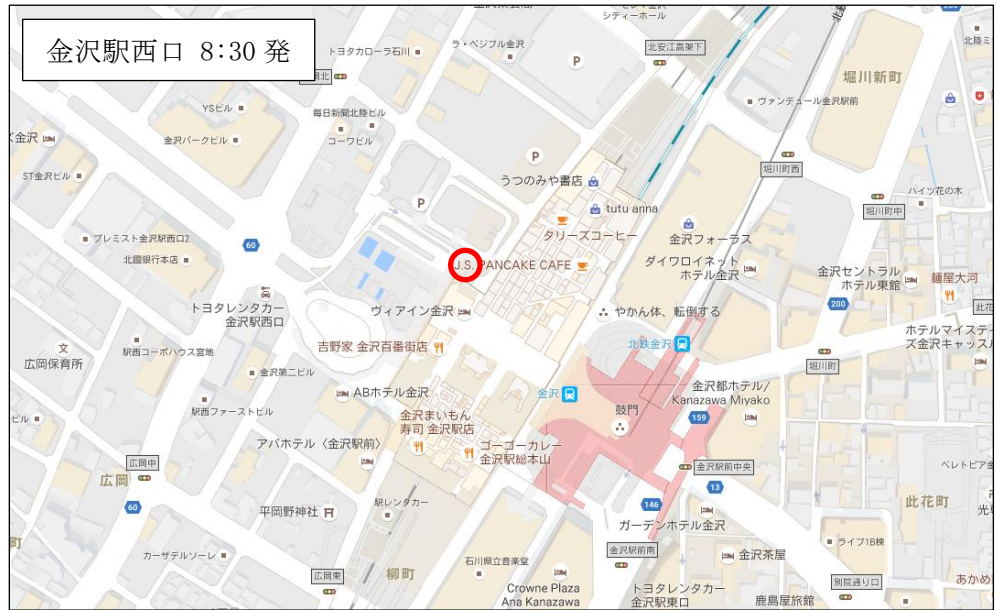 金沢駅西口 8:30 発
シティーホール
200
トヨタカローラ石川
ラ・ベジブル金沢
北安江高架下
P
堀川新町
YSビル
毎日新聞北陸ビル
コーワビル
ヴァンデュール金沢駅前
金沢パークビル
P
ST金沢ビル
うつのみや書店
堀川町西
ハイツ花の木
P
tutu anna
堀川町中
タリーズコーヒー
金沢フォーラス
プレミスト金沢駅西口2
60
北國銀行本店
J.S. PANCAKE CAFE
ダイワロイネット
ホテル金沢
金沢セントラル
ホテル東館
麺屋大河
トヨタレンタカー
金沢駅西口
ヴィアイン金沢
やかん体、転倒する
200
広岡保育所
駅西コーポハウス宮地
吉野家 金沢百番街店
北鉄金沢
ホテルマイステイ
ズ金沢キャッスル
金沢第二ビル
堀川町
ABホテル金沢
金沢
金沢都ホテル/
Kanazawa Miyako
駅西ファーストビル
金沢まいもん
寿司 金沢駅店
鼓門
159
アパホテル〈金沢駅前〉
ゴーゴーカレー
金沢駅総本山
広岡中
金沢駅前中央
広岡
13
60
駅レンタカー
146
此花町
平岡野神社
ガーデンホテル金沢
カーサデルソーレ
石川県立音楽堂
金沢駅前南
金沢茶屋
ライブ1B棟
広岡東
柳町
Crowne Plaza
Ana Kanazawa
トヨタレンタカー
金沢駅東口
鹿島屋旅館
別院通り口